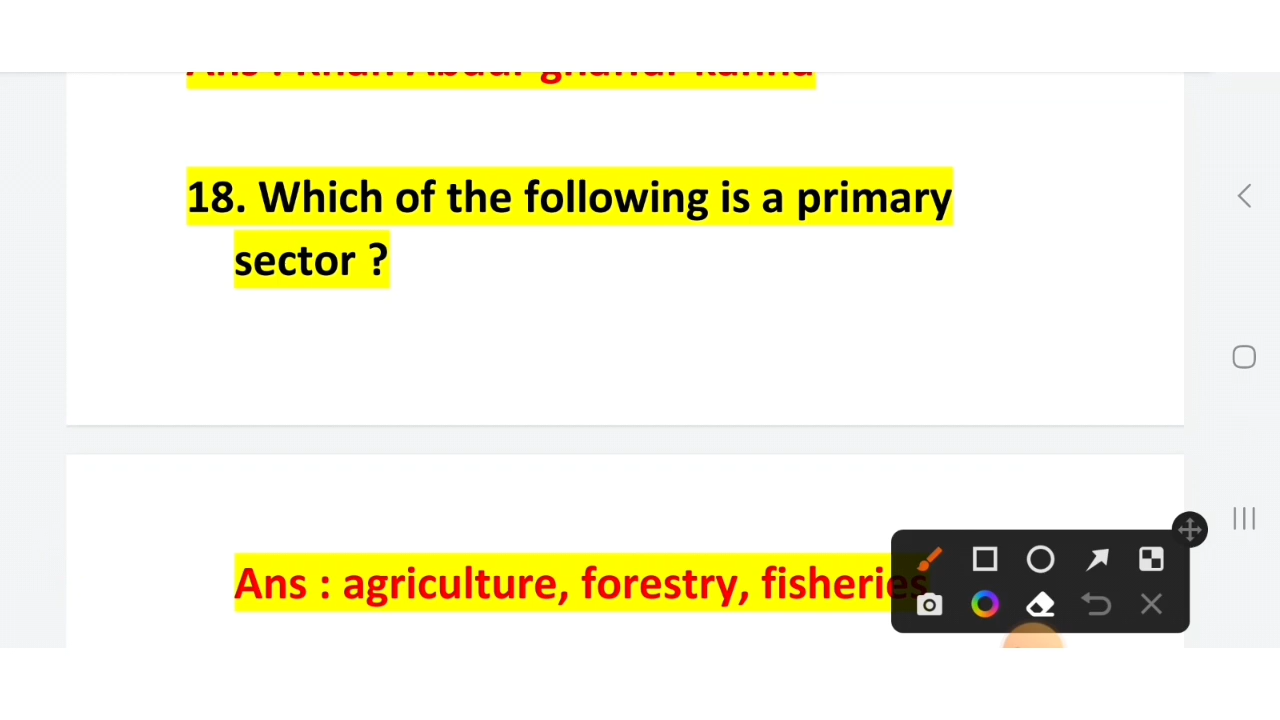 18. Which of the following is a primary
sector ?
Ans : agriculture, forestry, fisheries